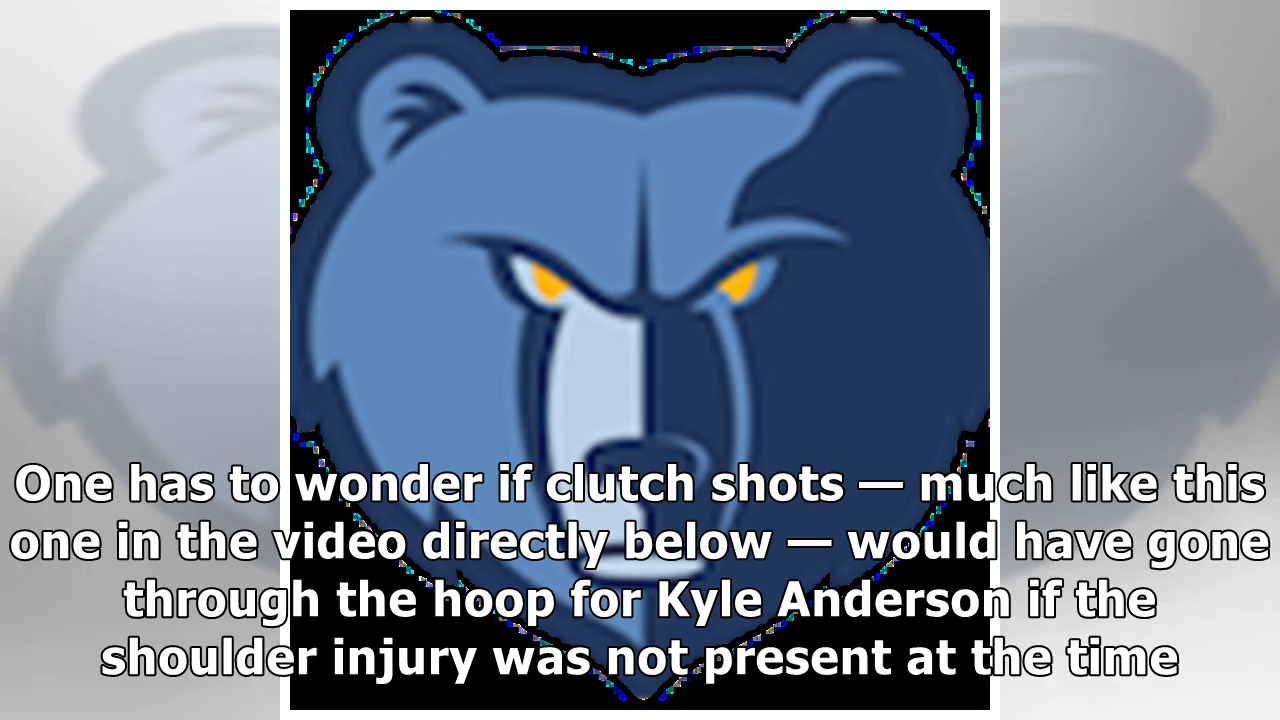 One has to wonder if clutch shots — much like this
one in the video directly below — would have gone
through the hoop for Kyle Anderson if the
shoulder injury was not present at the time